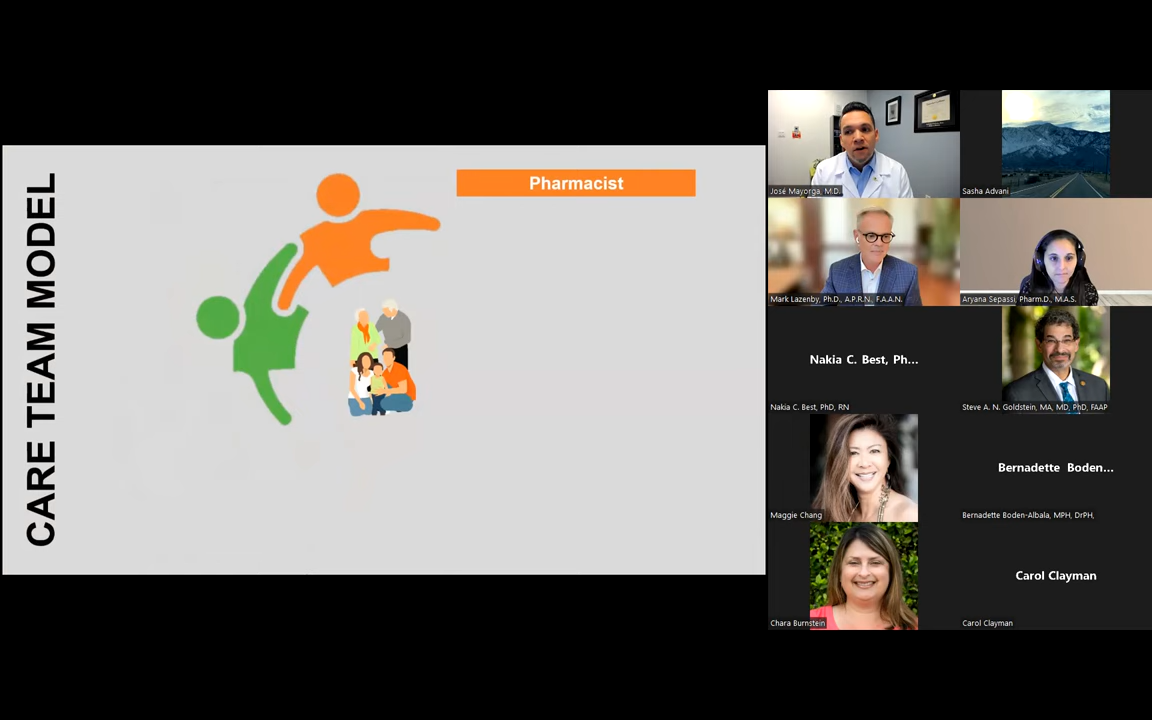 CARE TEAM MODEL
Pharmacist
José Mayorga, M.D.
Sasha Advani
Mark Lazenby, Ph.D., A.P.R.N., F.A.A.N.
Aryana Sepassi, Pharm.D., M.A.S.
Nakia C. Best, Ph...
Nakia C. Best, PhD, RN
Steve A. N. Goldstein, MA, MD, PhD, FAAP
Maggie Chang
Bernadette Boden...
Bernadette Boden-Albala, MPH, DrPH,
Chara Burnstein
Carol Clayman
Carol Clayman